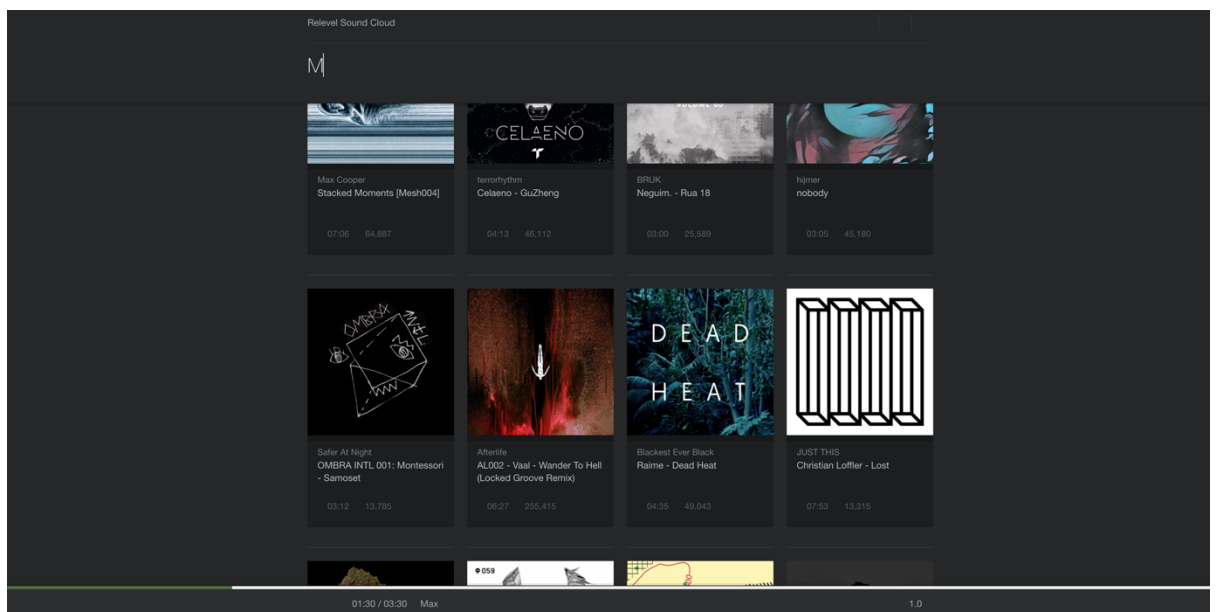 Relevel Sound Cloud
M
CELAENO
Max Cooper
Stacked Moments [Mesh004]
07:06 64,887
terrorhythm
Celaeno - GuZheng
04:13 46,112
BRUK
Neguim. - Rua 18
03:00 25,589
hijmer
nobody
03:05 45,180
OMBRA
INTL
DEAD
HEAT
Safer At Night
OMBRA INTL 001: Montessori
- Samoset
03:12 13,785
Afterlife
AL002 - Vaal - Wander To Hell
(Locked Groove Remix)
06:27 255,415
Blackest Ever Black
Raime - Dead Heat
04:35 49,043
JUST THIS
Christian Loffler - Lost
07:53 13,315
059
01:30 / 03:30 Max
1.0